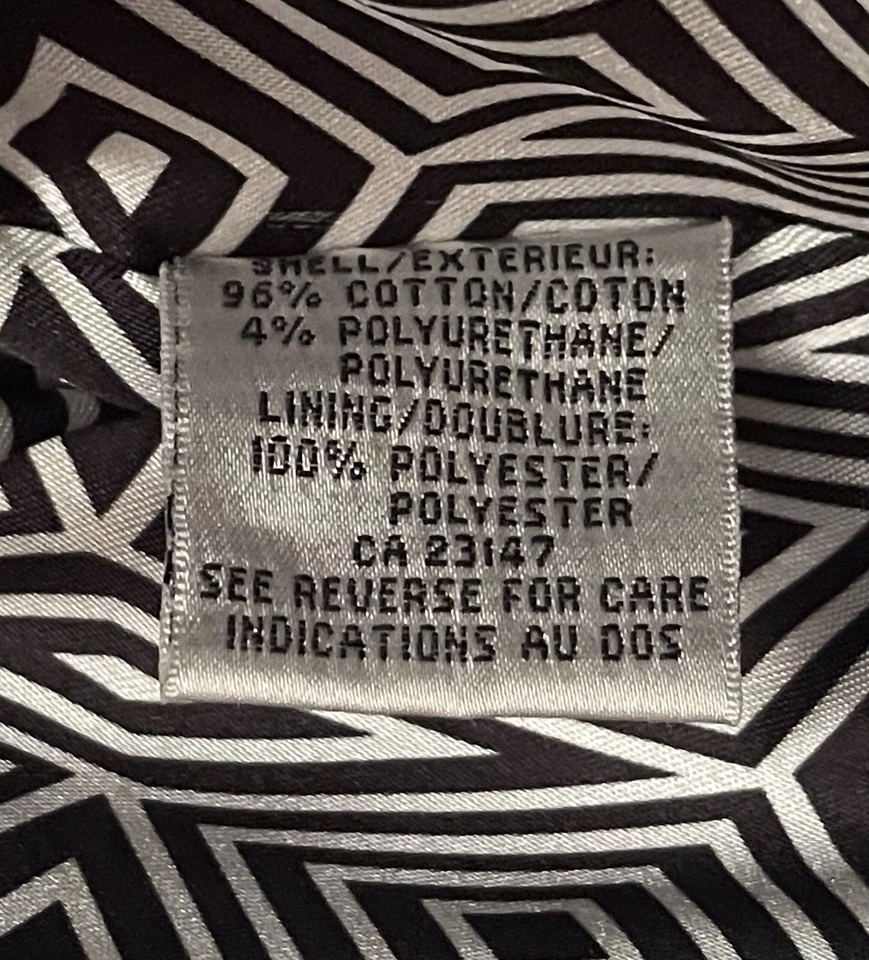 SHELL/EXTERIEUR:
96% COTTON/COTON
4% POLYURETHANE/
POLYURETHANE
LINING/DOUBLURE:
100% POLYESTER/
POLYESTER
CA 23147
SEE REVERSE FOR CARE
INDICATIONS AU DOS